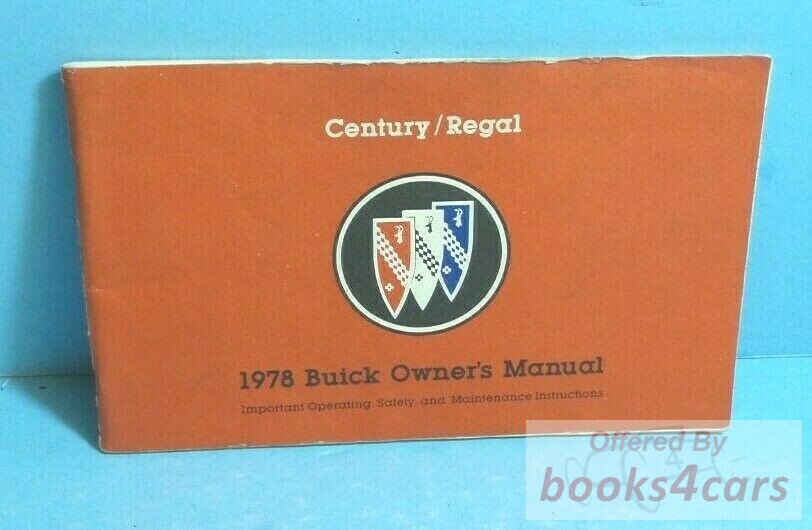 Century/Regal
1978 Buick Owner's Manual
Important Operating, Safety, and Maintenance Instructions
Offered By
books4cars